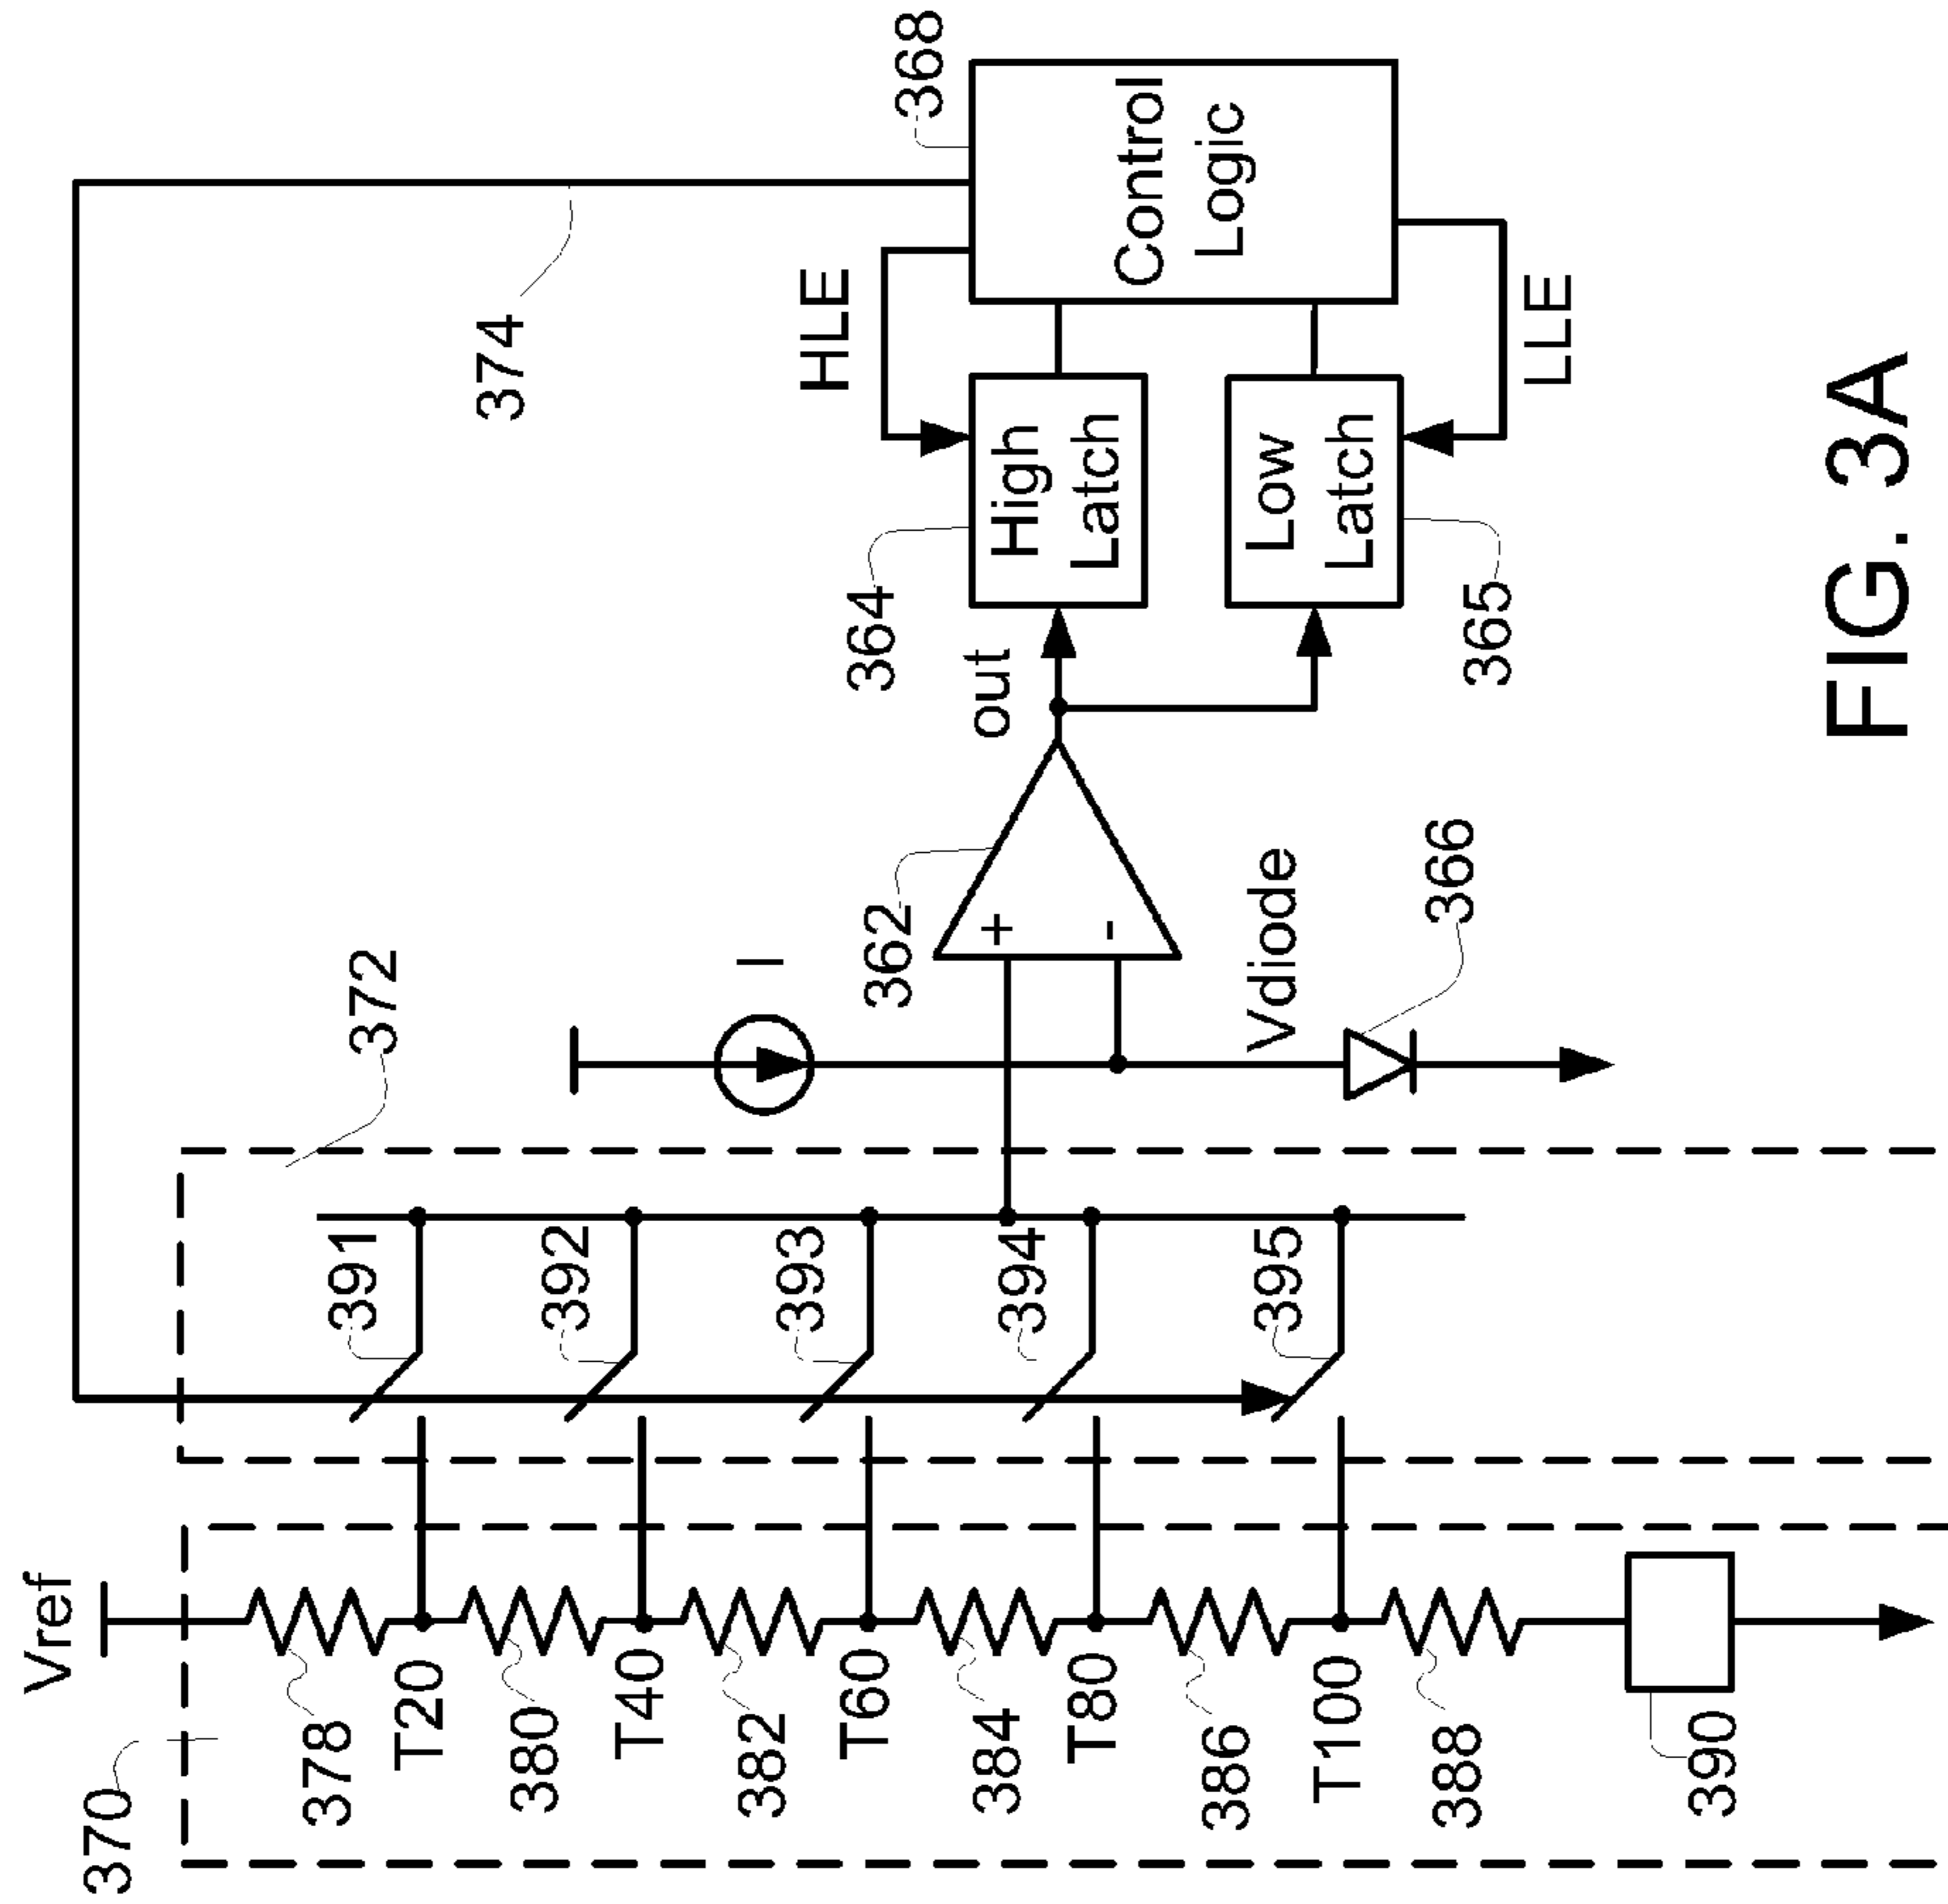 Vref
370
378
T20
380
T40
382
T60
384
T80
386
T100
388
390
372
391
392
393
394
395
I
Vdiode
366
362
+
-
out
364
High
Latch
365
Low
Latch
HLE
LLE
374
368
Control
Logic
FIG. 3A